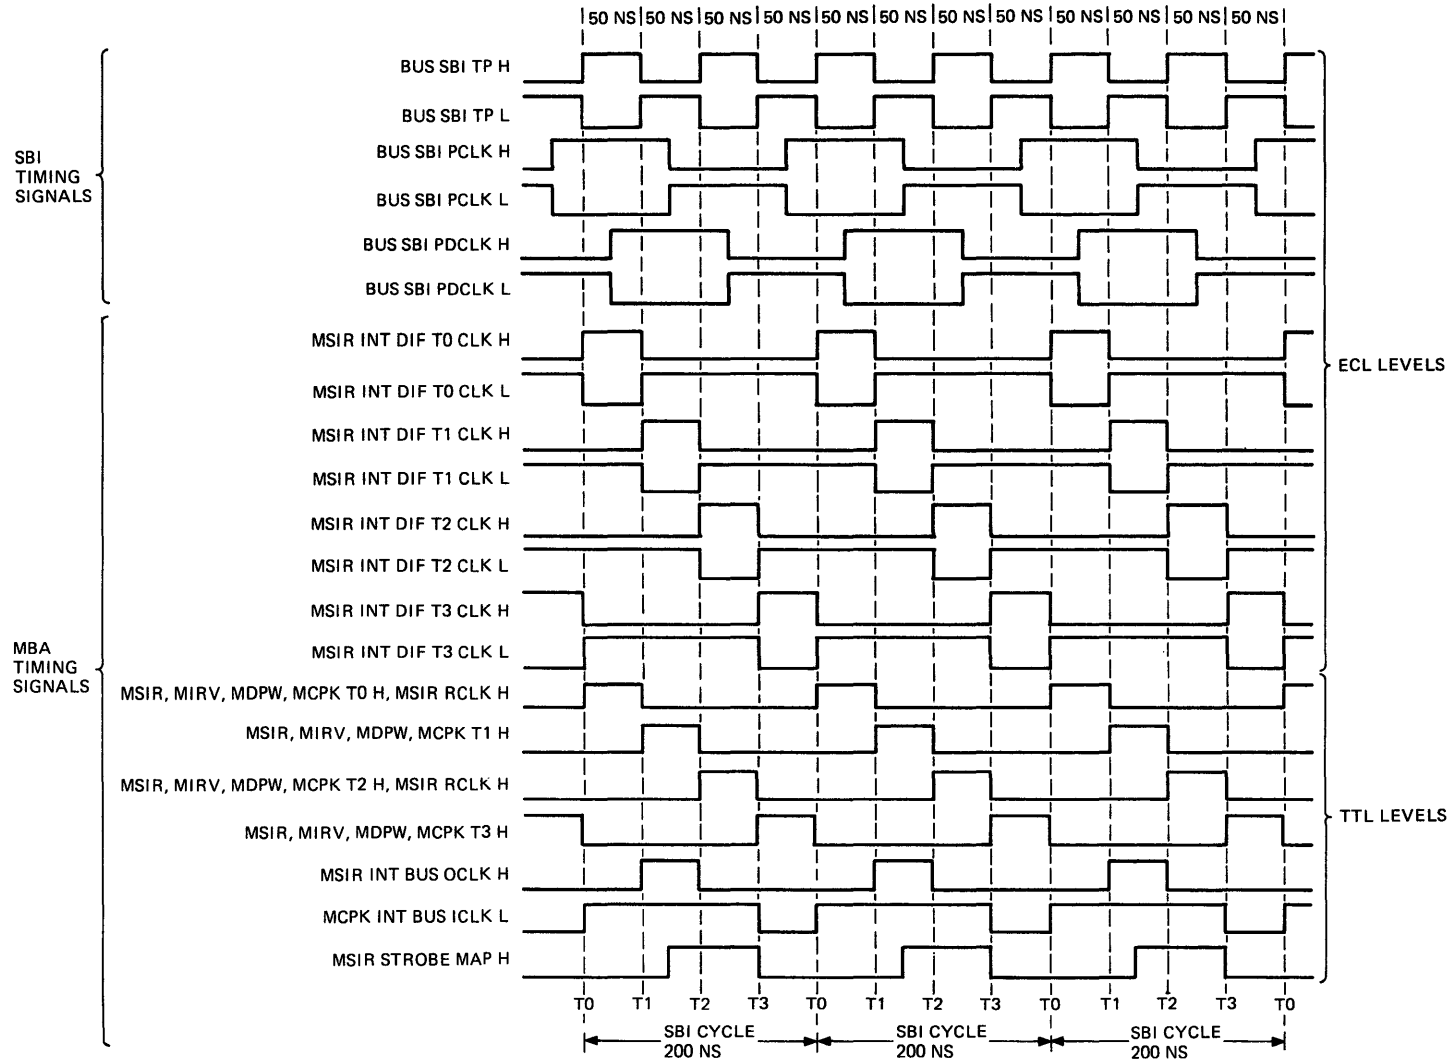 |50 NS|50 NS|50 NS|50 NS|50 NS|50 NS|50 NS|50 NS|50 NS|50 NS|50 NS|50 NS|
BUS SBI TP H
BUS SBI TP L
BUS SBI PCLK H
BUS SBI PCLK L
BUS SBI PDCLK H
BUS SBI PDCLK L
SBI
TIMING
SIGNALS
MSIR INT DIF T0 CLK H
MSIR INT DIF T0 CLK L
MSIR INT DIF T1 CLK H
MSIR INT DIF T1 CLK L
MSIR INT DIF T2 CLK H
MSIR INT DIF T2 CLK L
MSIR INT DIF T3 CLK H
MSIR INT DIF T3 CLK L
ECL LEVELS
MBA
TIMING
SIGNALS
MSIR, MIRV, MDPW, MCPK T0 H, MSIR RCLK H
MSIR, MIRV, MDPW, MCPK T1 H
MSIR, MIRV, MDPW, MCPK T2 H, MSIR RCLK H
MSIR, MIRV, MDPW, MCPK T3 H
MSIR INT BUS OCLK H
MCPK INT BUS ICLK L
MSIR STROBE MAP H
TTL LEVELS
T0 T1 T2 T3 T0 T1 T2 T3 T0 T1 T2 T3 T0
SBI CYCLE
200 NS
SBI CYCLE
200 NS
SBI CYCLE
200 NS